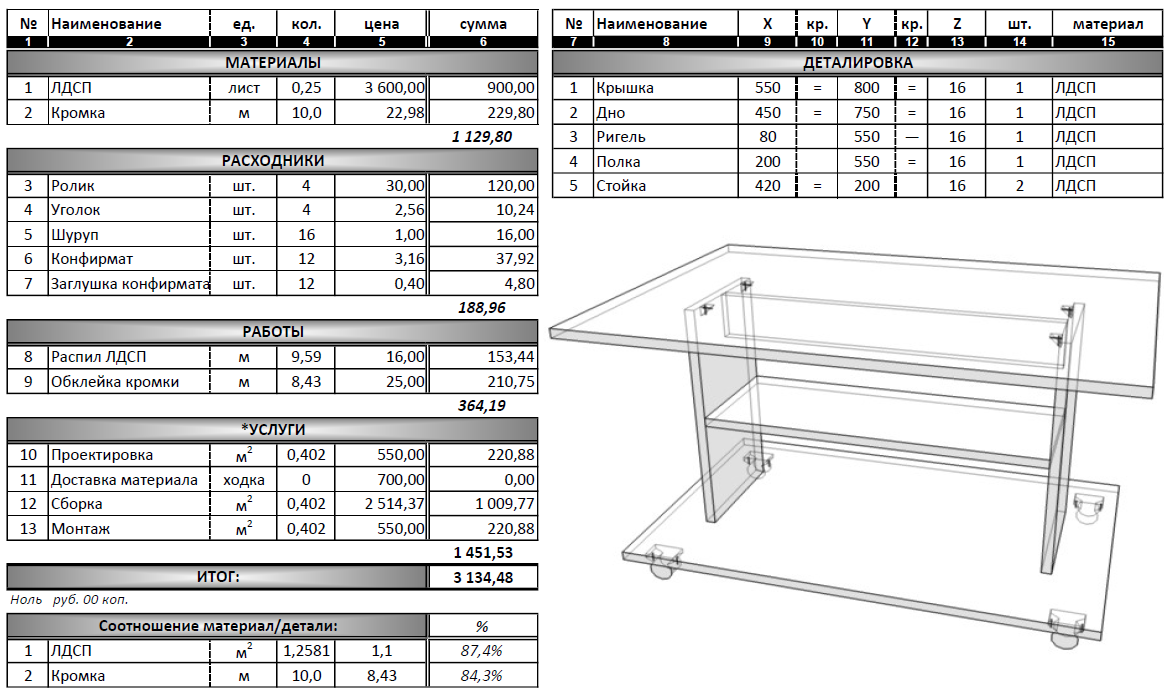 № Наименование ед. кол. цена сумма
1 2 3 4 5 6
МАТЕРИАЛЫ
1 ЛДСП лист 0,25 3 600,00 900,00
2 Кромка м 10,0 22,98 229,80
1 129,80
РАСХОДНИКИ
3 Ролик шт. 4 30,00 120,00
4 Уголок шт. 4 2,56 10,24
5 Шуруп шт. 16 1,00 16,00
6 Конфирмат шт. 12 3,16 37,92
7 Заглушка конфирмата шт. 12 0,40 4,80
188,96
РАБОТЫ
8 Распил ЛДСП м 9,59 16,00 153,44
9 Обклейка кромки м 8,43 25,00 210,75
364,19
*УСЛУГИ
10 Проектировка м² 0,402 550,00 220,88
11 Доставка материала ходка 0 700,00 0,00
12 Сборка м² 0,402 2 514,37 1 009,77
13 Монтаж м² 0,402 550,00 220,88
1 451,53
ИТОГ: 3 134,48
Ноль руб. 00 коп.
Соотношение материал/детали: %
1 ЛДСП м² 1,2581 1,1 87,4%
2 Кромка м 10,0 8,43 84,3%
№ Наименование X кр. Y кр. Z шт. материал
7 8 9 10 11 12 13 14 15
ДЕТАЛИРОВКА
1 Крышка 550 = 800 = 16 1 ЛДСП
2 Дно 450 = 750 = 16 1 ЛДСП
3 Ригель 80 550 — 16 1 ЛДСП
4 Полка 200 550 = 16 1 ЛДСП
5 Стойка 420 = 200 16 2 ЛДСП